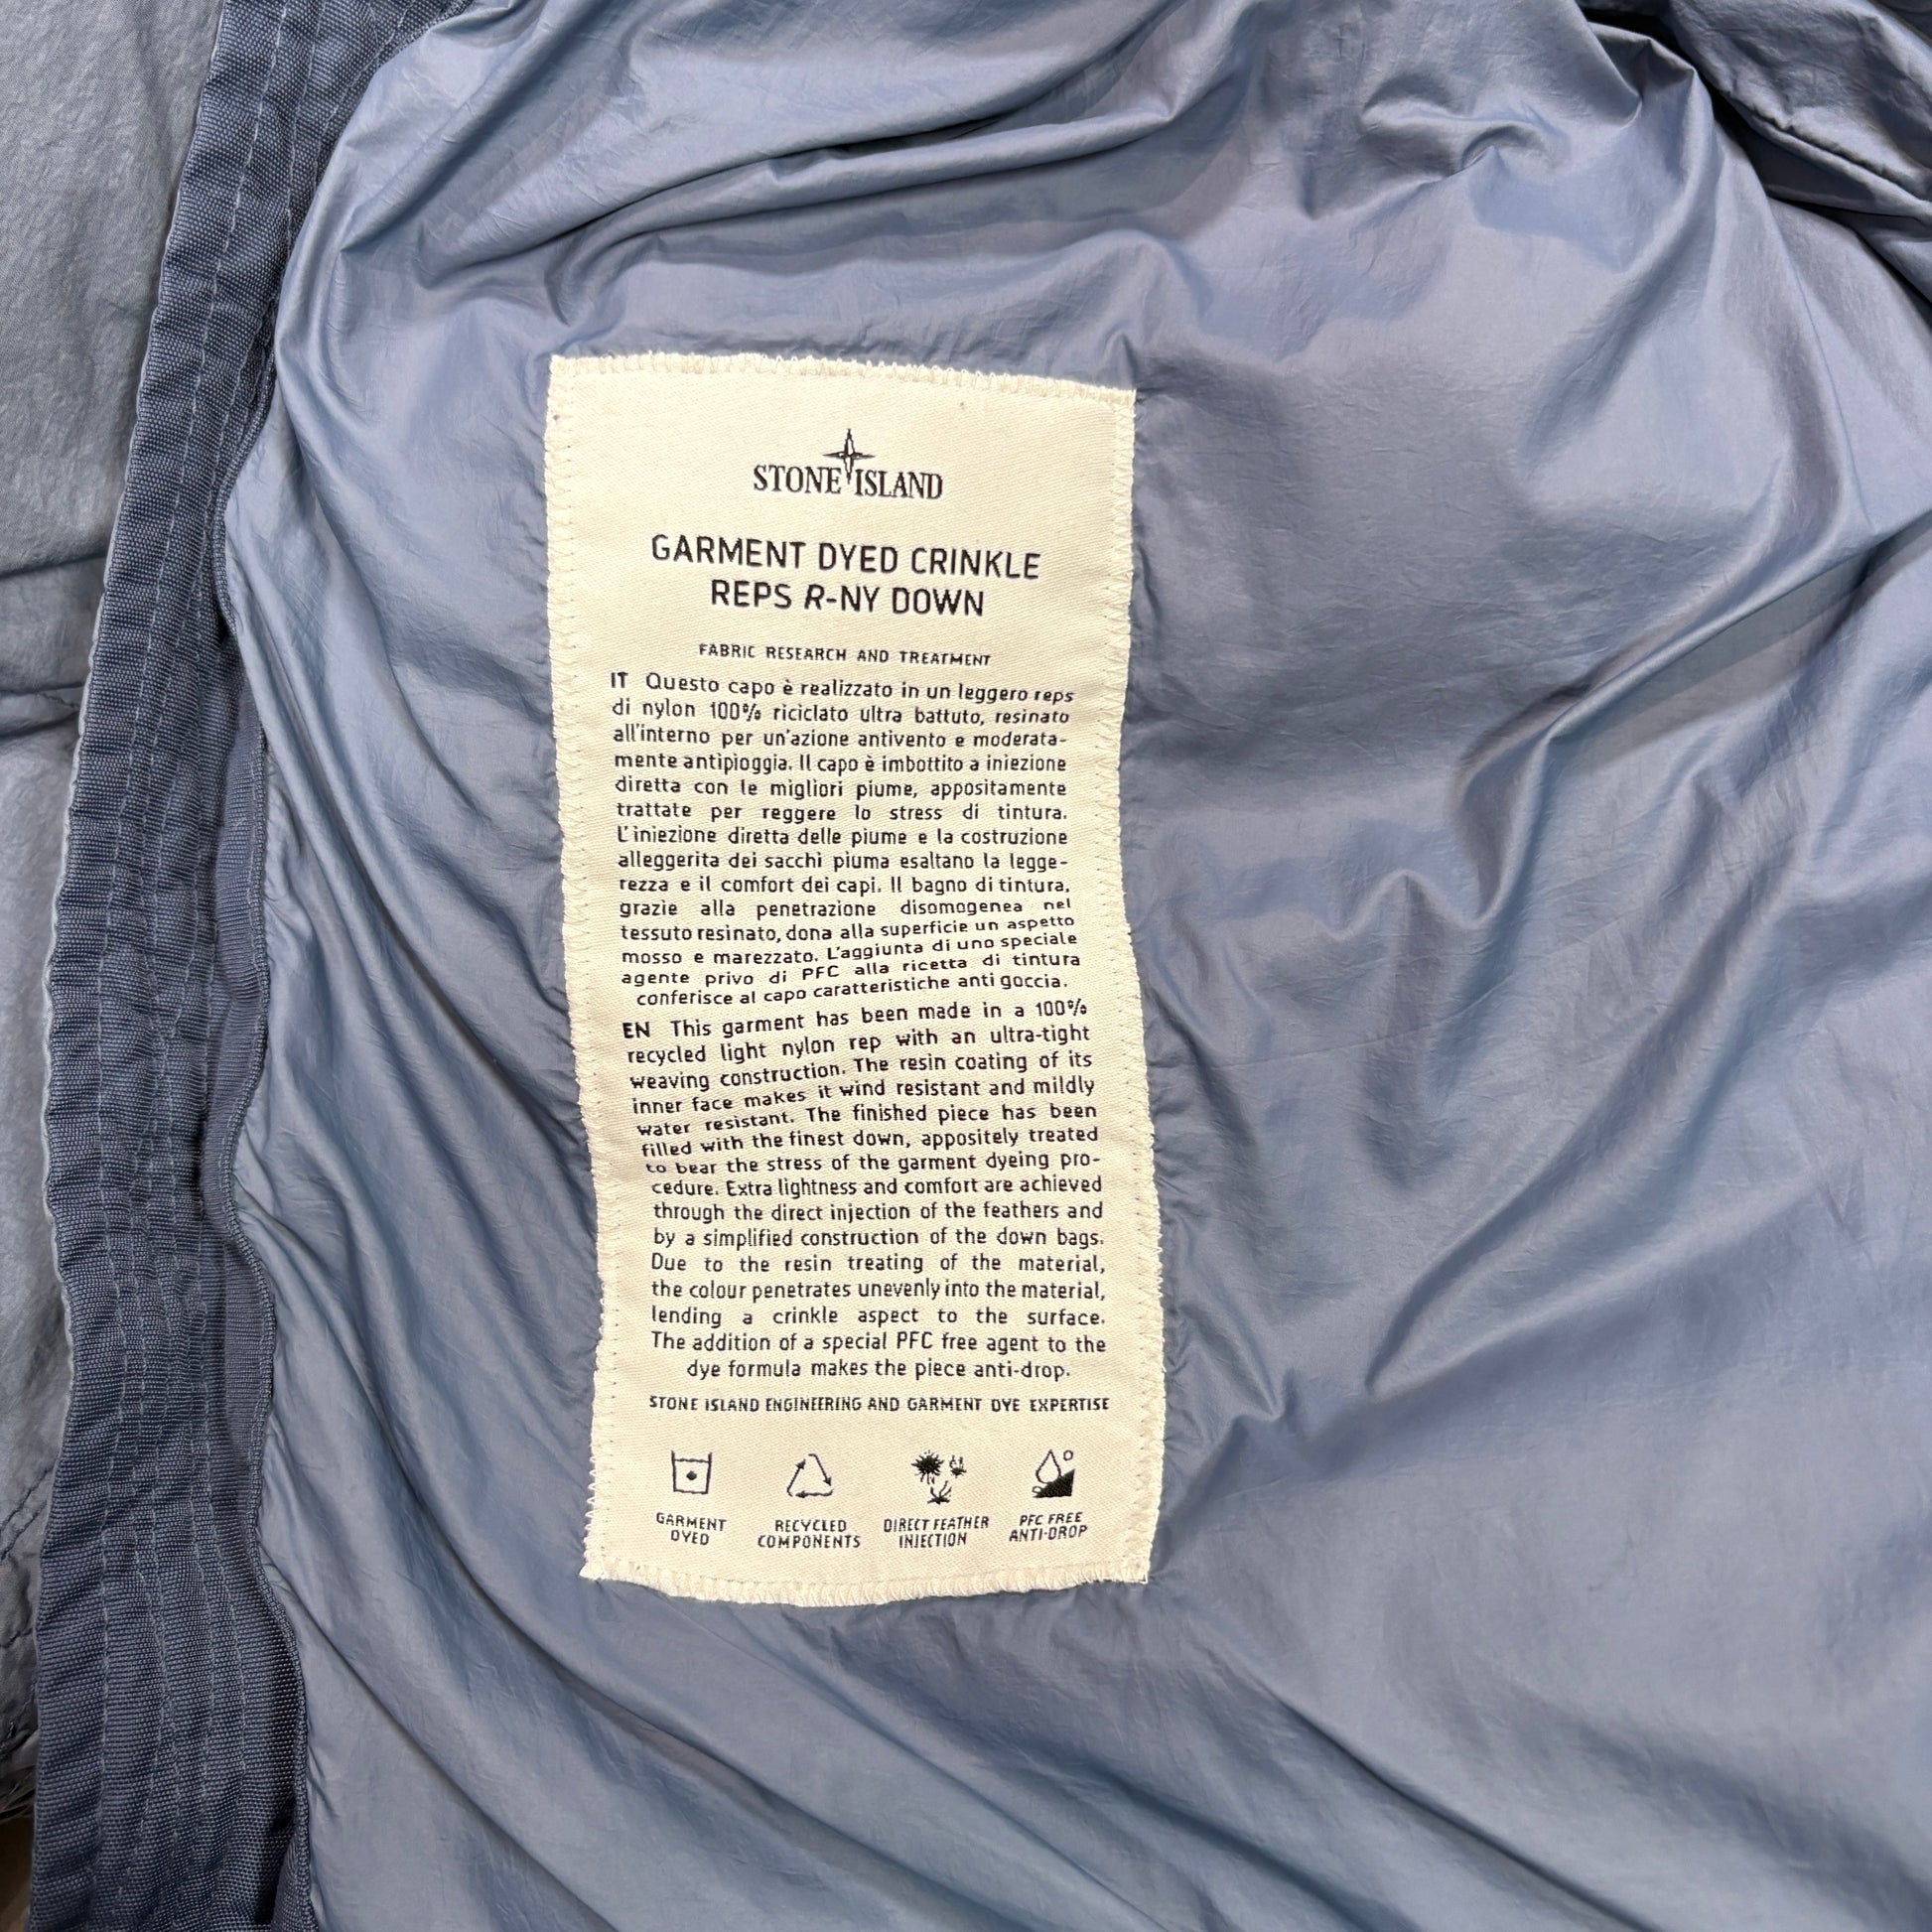 STONE ISLAND
GARMENT DYED CRINKLE
REPS R-NY DOWN
FABRIC RESEARCH AND TREATMENT
IT Questo capo è realizzato in un leggero reps
di nylon 100% riciclato ultra battuto, resinato
all'interno per un'azione antivento e moderata-
mente antipioggia. Il capo è imbottito a iniezione
diretta con le migliori piume, appositamente
trattate per reggere lo stress di tintura.
L'iniezione diretta delle piume e la costruzione
alleggerita dei sacchi piuma esaltano la legge-
rezza e il comfort dei capi. Il bagno di tintura,
grazie alla penetrazione disomogenea nel
tessuto resinato, dona alla superficie un aspetto
mosso e marezzato. L'aggiunta di uno speciale
agente privo di PFC alla ricetta di tintura
conferisce al capo caratteristiche anti goccia.
EN This garment has been made in a 100%
recycled light nylon rep with an ultra-tight
weaving construction. The resin coating of its
inner face makes it wind resistant and mildly
water resistant. The finished piece has been
filled with the finest down, appositely treated
to bear the stress of the garment dyeing pro-
cedure. Extra lightness and comfort are achieved
through the direct injection of the feathers and
by a simplified construction of the down bags.
Due to the resin treating of the material,
the colour penetrates unevenly into the material,
lending a crinkle aspect to the surface.
The addition of a special PFC free agent to the
dye formula makes the piece anti-drop.
STONE ISLAND ENGINEERING AND GARMENT DYE EXPERTISE
GARMENT
DYED
RECYCLED
COMPONENTS
DIRECT FEATHER
INJECTION
PFC FREE
ANTI-DROP